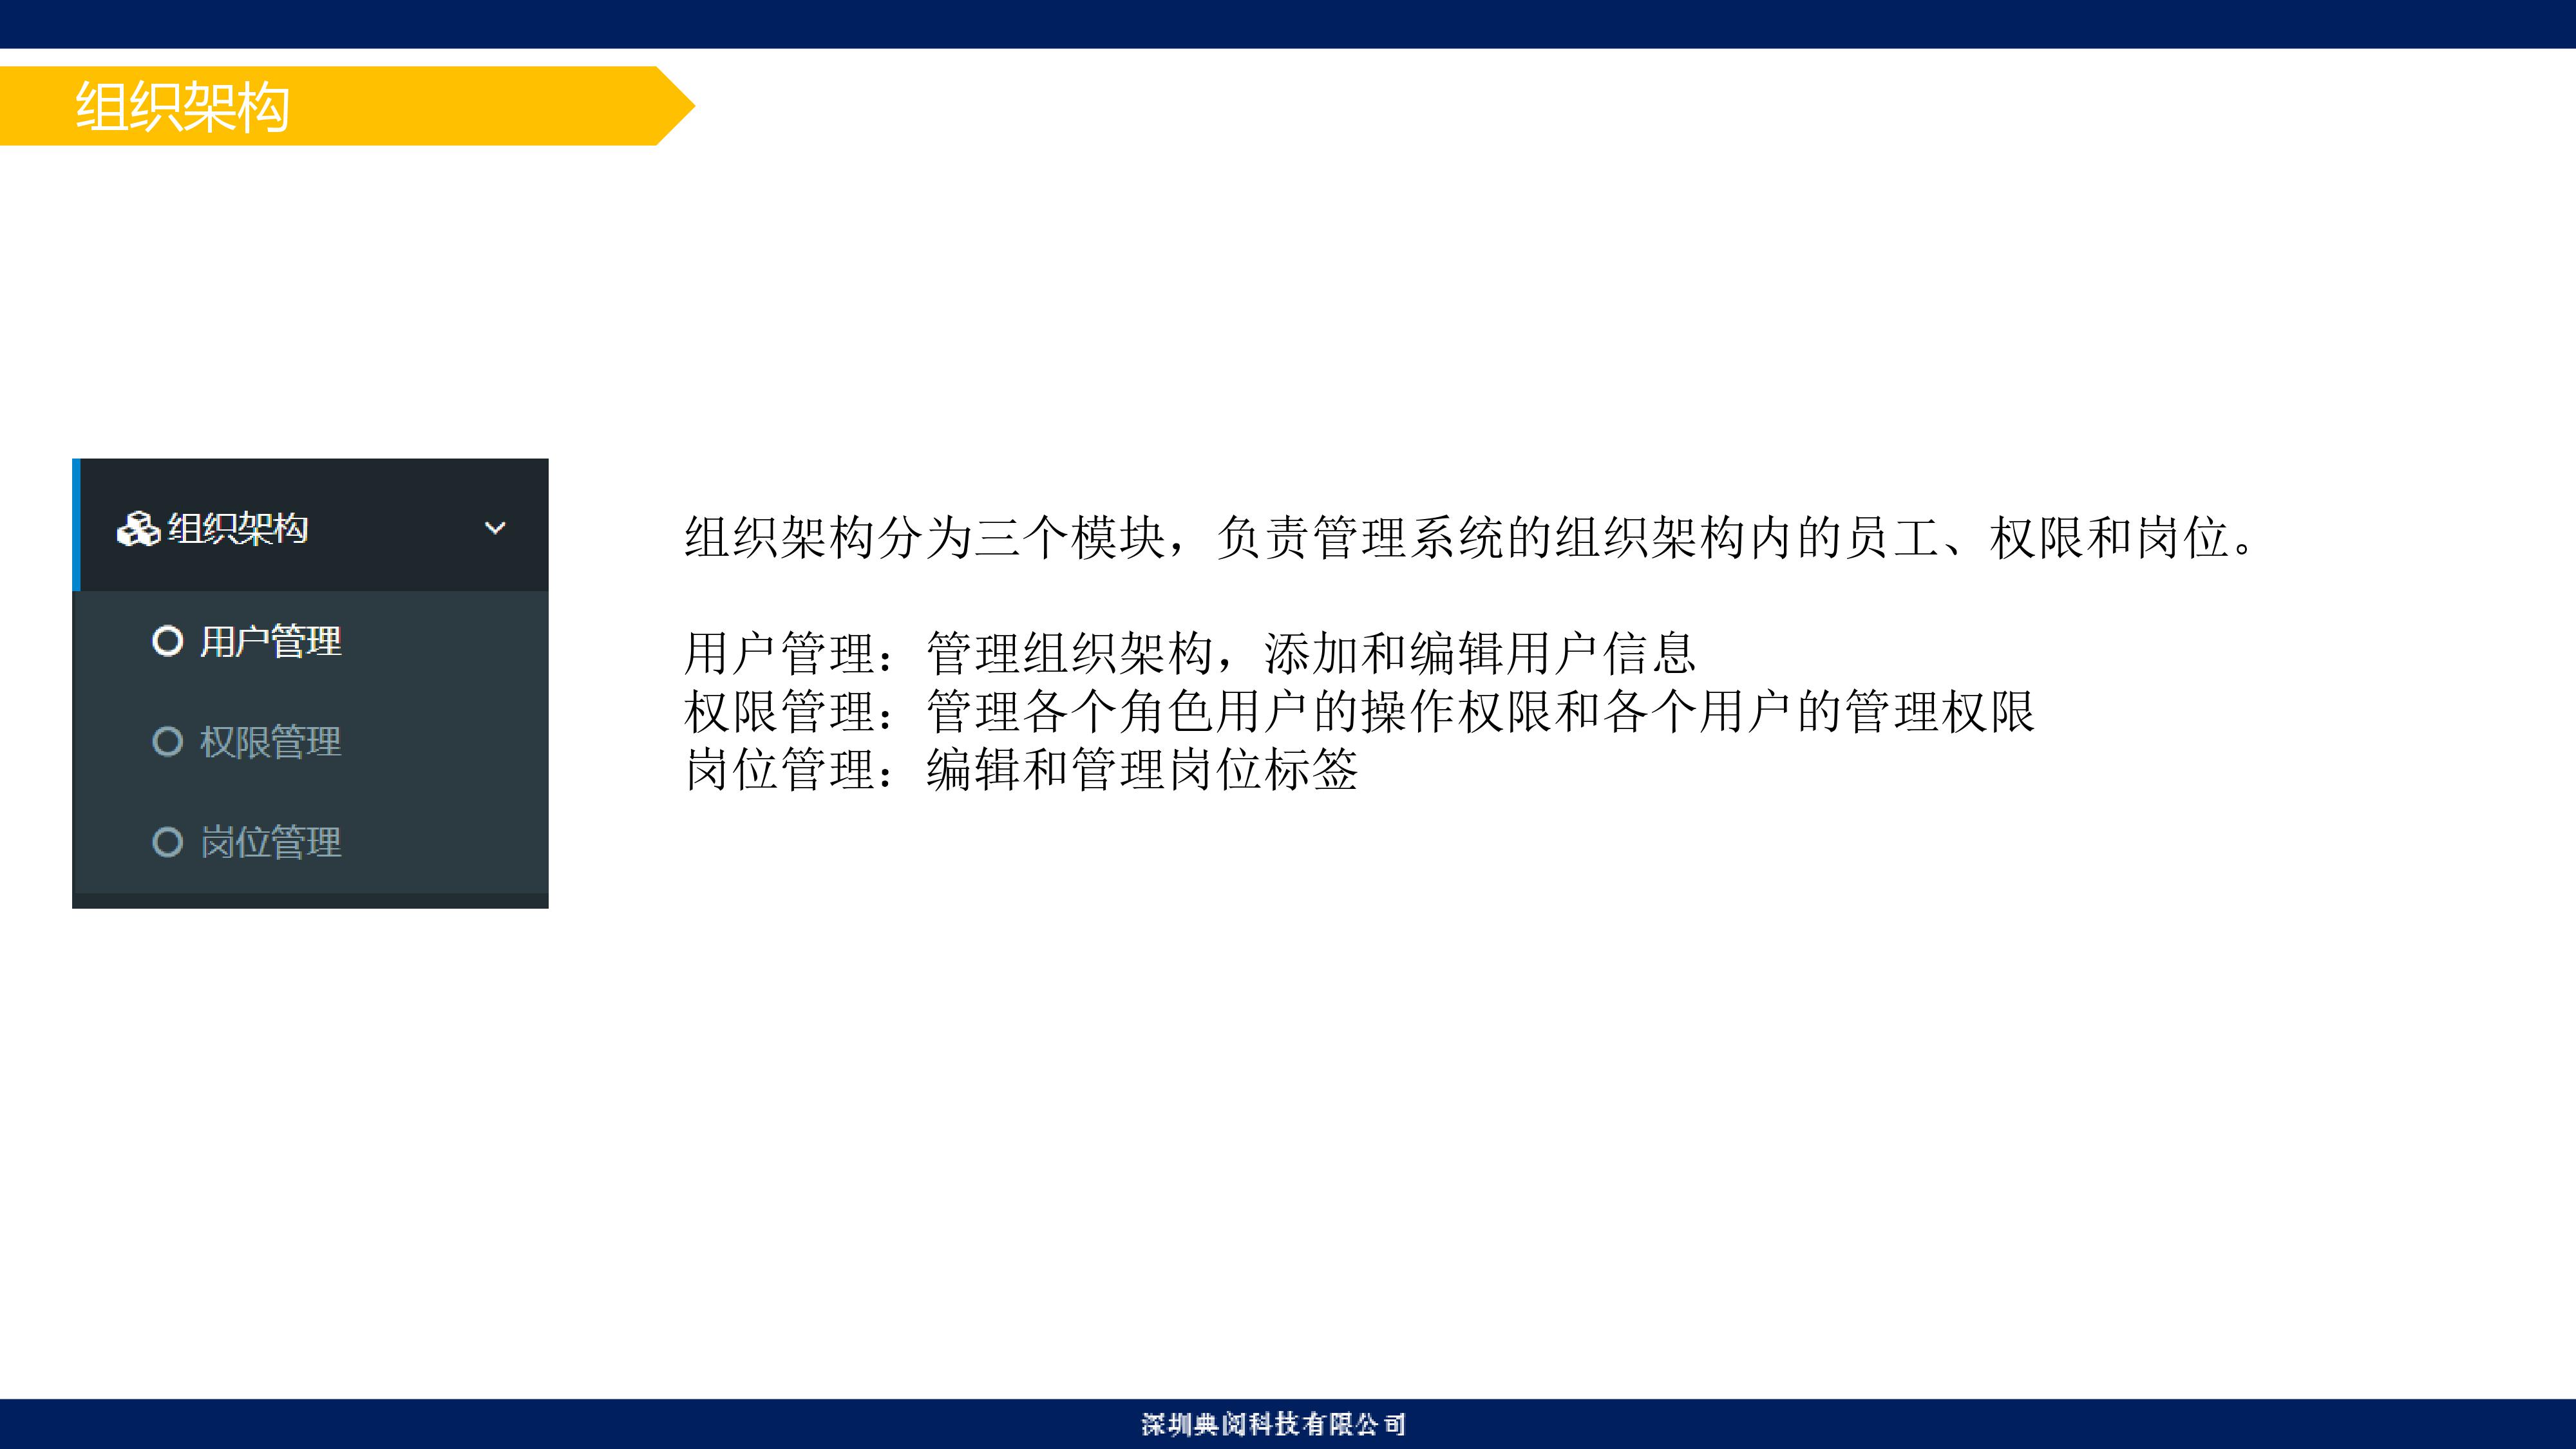 组织架构
组织架构
用户管理
权限管理
岗位管理
组织架构分为三个模块，负责管理系统的组织架构内的员工、权限和岗位。
用户管理：管理组织架构，添加和编辑用户信息
权限管理：管理各个角色用户的操作权限和各个用户的管理权限
岗位管理：编辑和管理岗位标签
深圳典阅科技有限公司